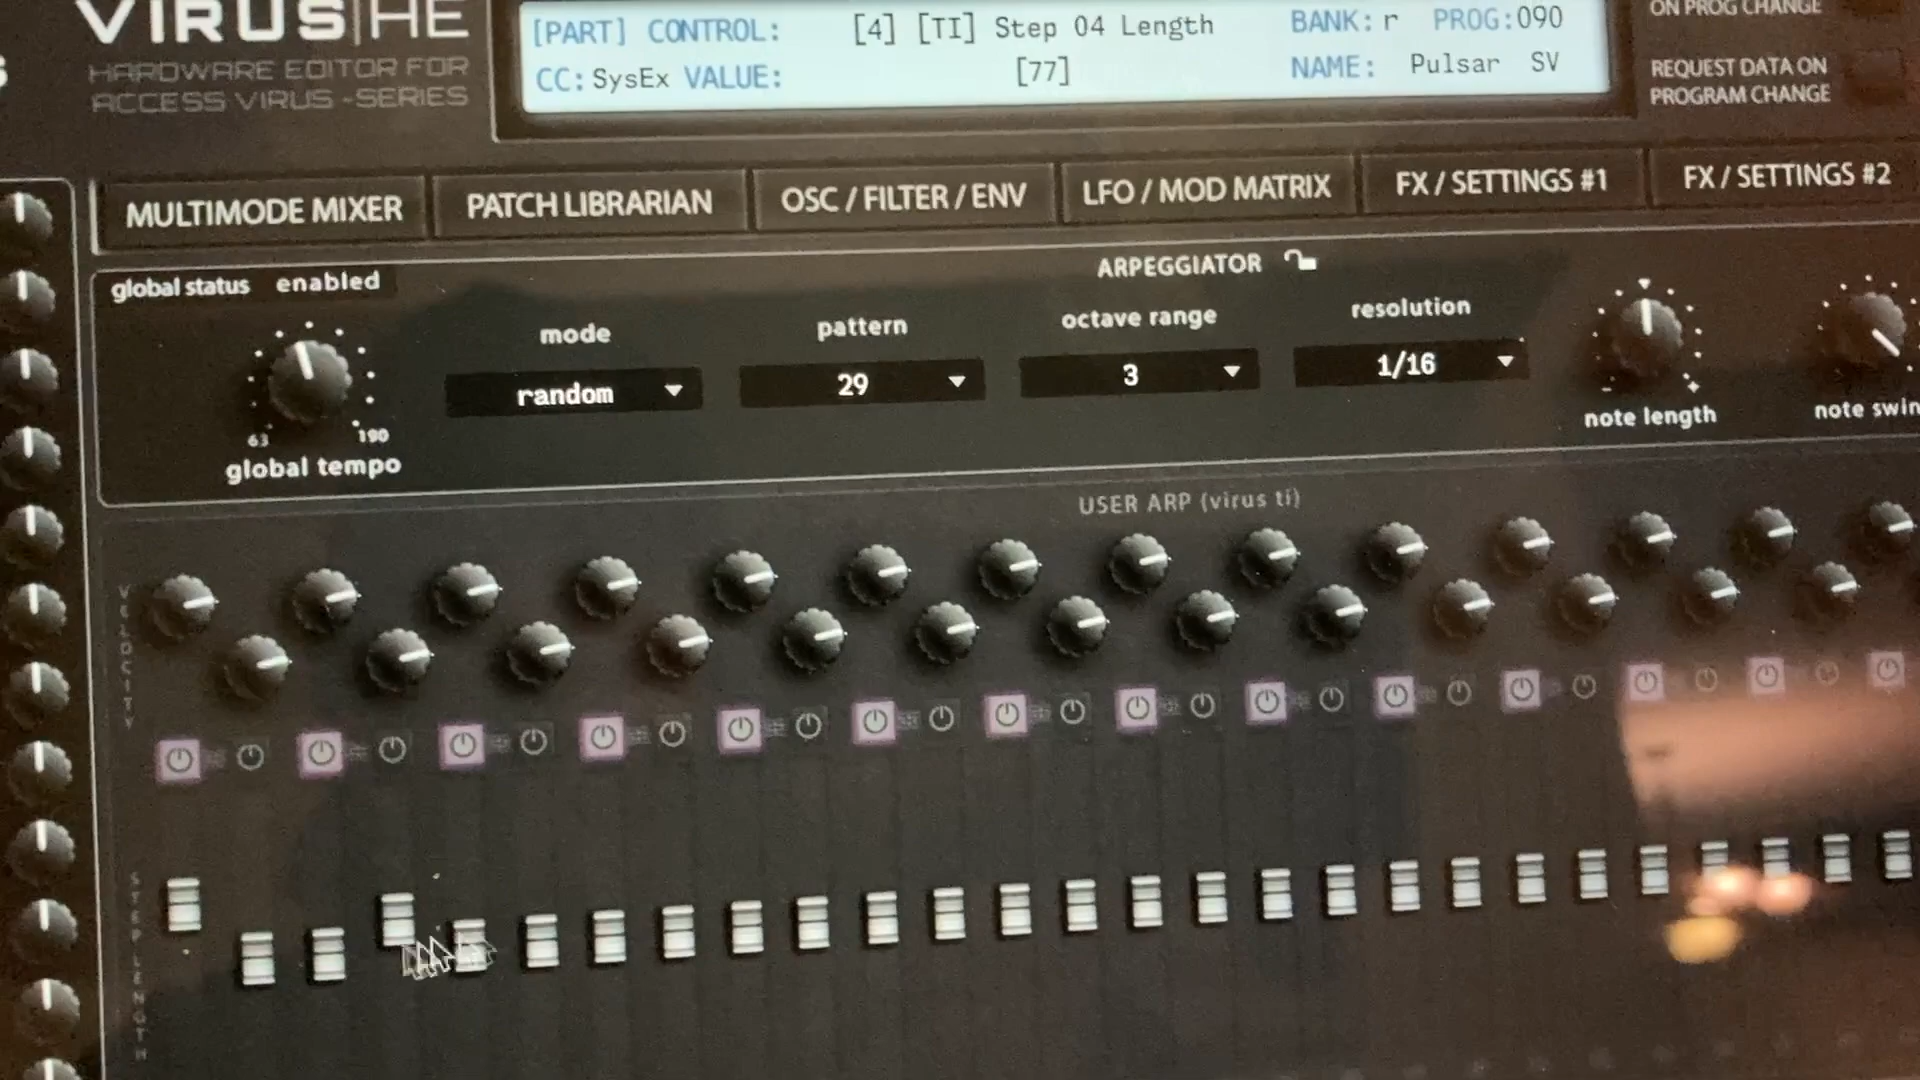 VIRUS|HE
HARDWARE EDITOR FOR
ACCESS VIRUS -SERIES
[PART] CONTROL: [4] [TI] Step 04 Length BANK: r PROG:090
CC: SysEx VALUE: [77] NAME: Pulsar SV
ON PROG CHANGE
REQUEST DATA ON
PROGRAM CHANGE
MULTIMODE MIXER PATCH LIBRARIAN OSC / FILTER / ENV LFO / MOD MATRIX FX / SETTINGS #1 FX / SETTINGS #2
global status enabled
ARPEGGIATOR
mode pattern octave range resolution
random 29 3 1/16
63 190
global tempo
- +
note length note swin
USER ARP (virus ti)
VELOCITY
STEP LENGTH